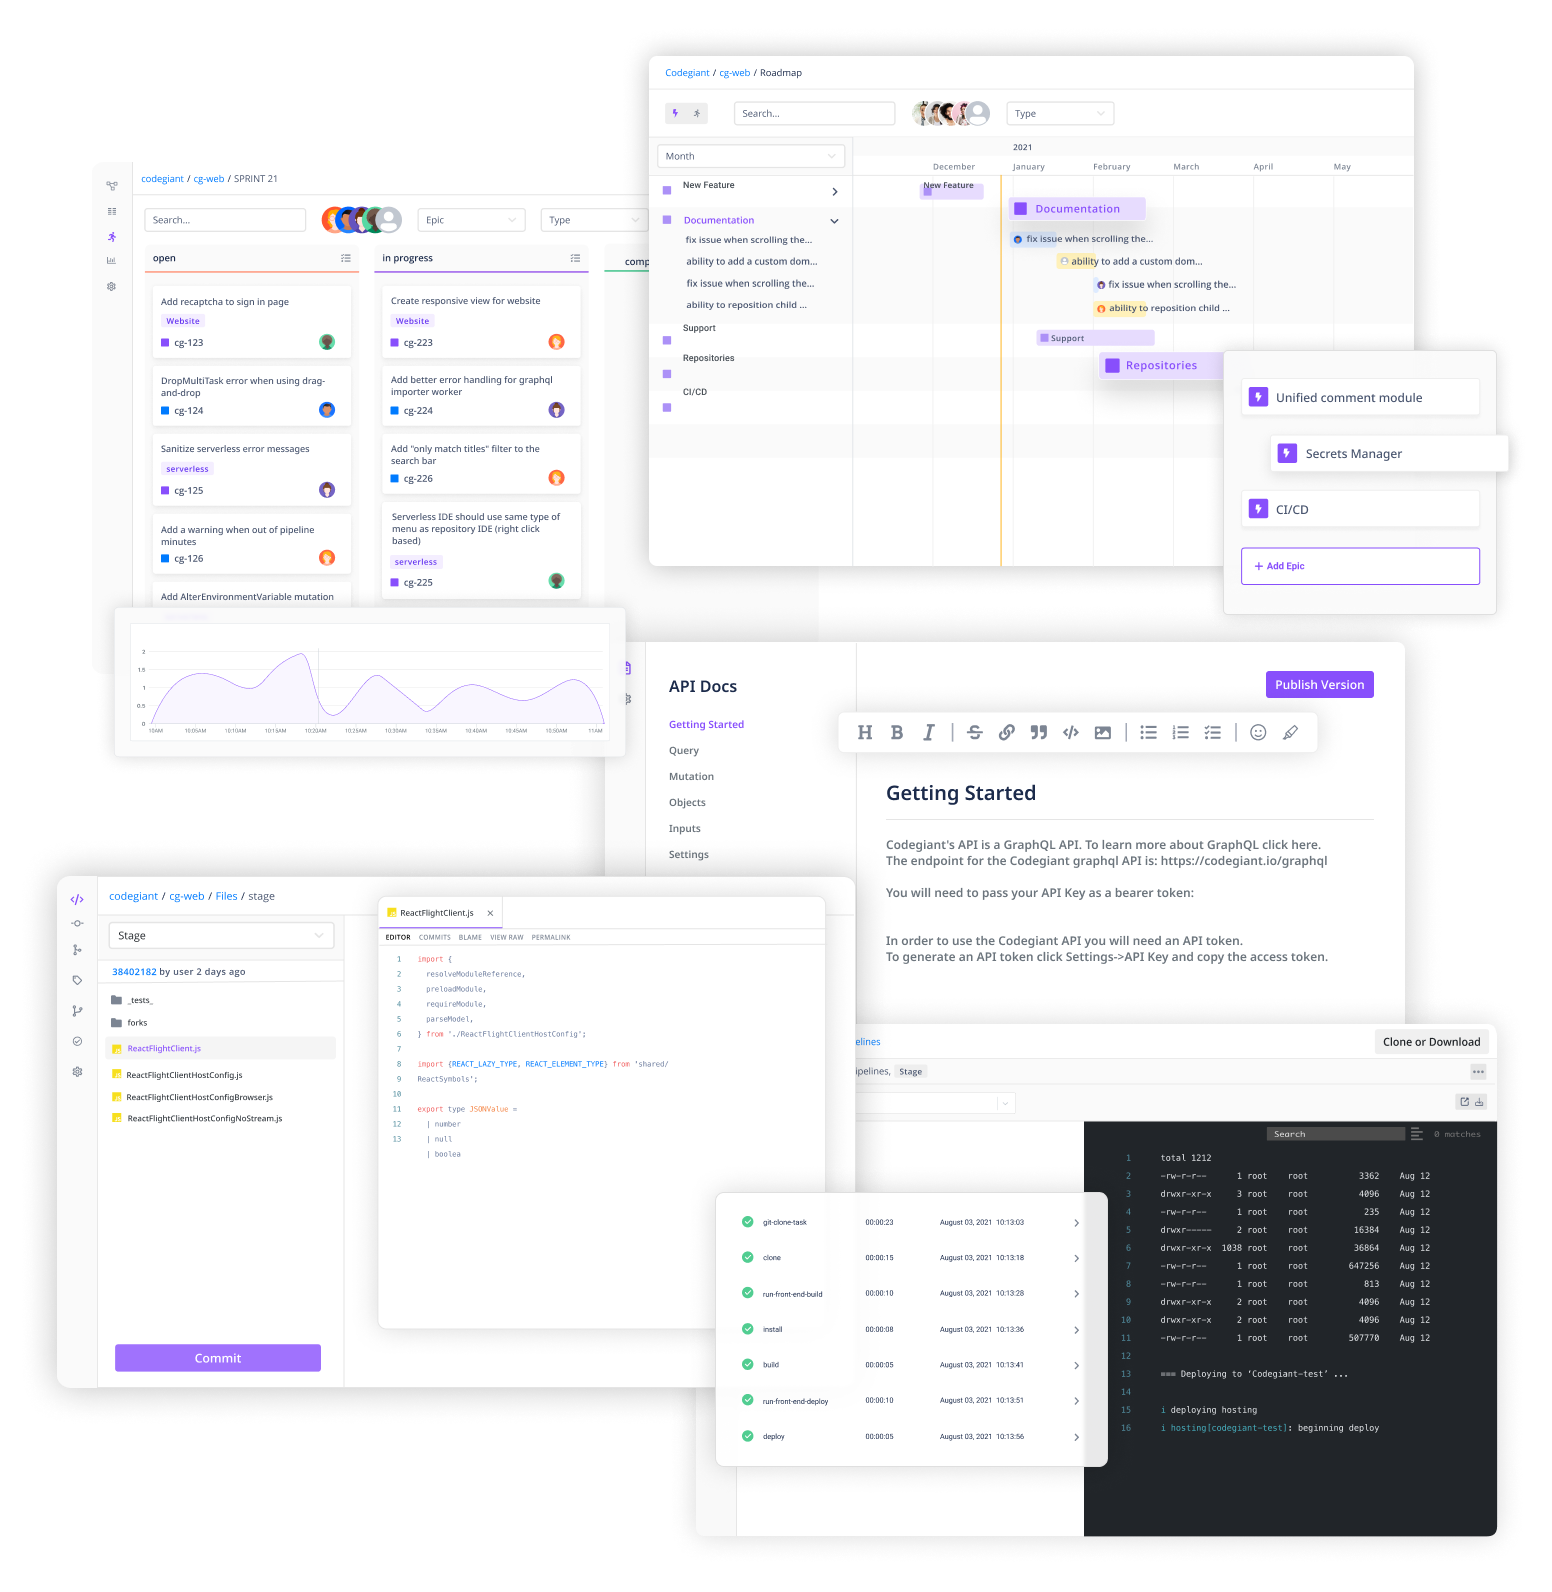 Codegiant / cg-web / Roadmap
Search...
Type
Month
2021
December January February March April May
New Feature
New Feature
Documentation
Documentation
fix issue when scrolling the...
fix issue when scrolling the...
ability to add a custom dom...
ability to add a custom dom...
fix issue when scrolling the...
fix issue when scrolling the...
ability to reposition child ...
ability to reposition child ...
Support
Support
Repositories
Repositories
CI/CD
Unified comment module
Secrets Manager
CI/CD
+ Add Epic
codegiant / cg-web / SPRINT 21
Search...
Epic
Type
open
Add recaptcha to sign in page
Website
cg-123
DropMultiTask error when using drag-
and-drop
cg-124
Sanitize serverless error messages
serverless
cg-125
Add a warning when out of pipeline
minutes
cg-126
Add AlterEnvironmentVariable mutation
in progress
Create responsive view for website
Website
cg-223
Add better error handling for graphql
importer worker
cg-224
Add "only match titles" filter to the
search bar
cg-226
Serverless IDE should use same type of
menu as repository IDE (right click
based)
serverless
cg-225
comp
2
1.5
1
0.5
0
10AM 10:05AM 10:10AM 10:15AM 10:20AM 10:25AM 10:30AM 10:35AM 10:40AM 10:45AM 10:50AM 11AM
API Docs
Getting Started
Query
Mutation
Objects
Inputs
Settings
Publish Version
H B I
Getting Started
Codegiant's API is a GraphQL API. To learn more about GraphQL click here.
The endpoint for the Codegiant graphql API is: https://codegiant.io/graphql
You will need to pass your API Key as a bearer token:
In order to use the Codegiant API you will need an API token.
To generate an API token click Settings->API Key and copy the access token.
codegiant / cg-web / Files / stage
Stage
38402182 by user 2 days ago
_tests_
forks
JS ReactFlightClient.js
JS ReactFlightClientHostConfig.js
JS ReactFlightClientHostConfigBrowser.js
JS ReactFlightClientHostConfigNoStream.js
Commit
JS ReactFlightClient.js ×
EDITOR COMMITS BLAME VIEW RAW PERMALINK
1 import {
2 resolveModuleReference,
3 preloadModule,
4 requireModule,
5 parseModel,
6 } from './ReactFlightClientHostConfig';
7
8 import {REACT_LAZY_TYPE, REACT_ELEMENT_TYPE} from 'shared/
9 ReactSymbols';
10
11 export type JSONValue =
12 | number
13 | null
| boolea
elines
Clone or Download
ipelines, Stage
Search
0 matches
1 total 1212
2 -rw-r-r-- 1 root root 3362 Aug 12
3 drwxr-xr-x 3 root root 4096 Aug 12
4 -rw-r-r-- 1 root root 235 Aug 12
5 drwxr----- 2 root root 16384 Aug 12
6 drwxr-xr-x 1038 root root 36864 Aug 12
7 -rw-r-r-- 1 root root 647256 Aug 12
8 -rw-r-r-- 1 root root 813 Aug 12
9 drwxr-xr-x 2 root root 4096 Aug 12
10 drwxr-xr-x 2 root root 4096 Aug 12
11 -rw-r-r-- 1 root root 507770 Aug 12
12
13 === Deploying to ‘Codegiant-test’ ...
14
15 i deploying hosting
16 i hosting[codegiant-test]: beginning deploy
git-clone-task 00:00:23 August 03, 2021 10:13:03
clone 00:00:15 August 03, 2021 10:13:18
run-front-end-build 00:00:10 August 03, 2021 10:13:28
install 00:00:08 August 03, 2021 10:13:36
build 00:00:05 August 03, 2021 10:13:41
run-front-end-deploy 00:00:10 August 03, 2021 10:13:51
deploy 00:00:05 August 03, 2021 10:13:56